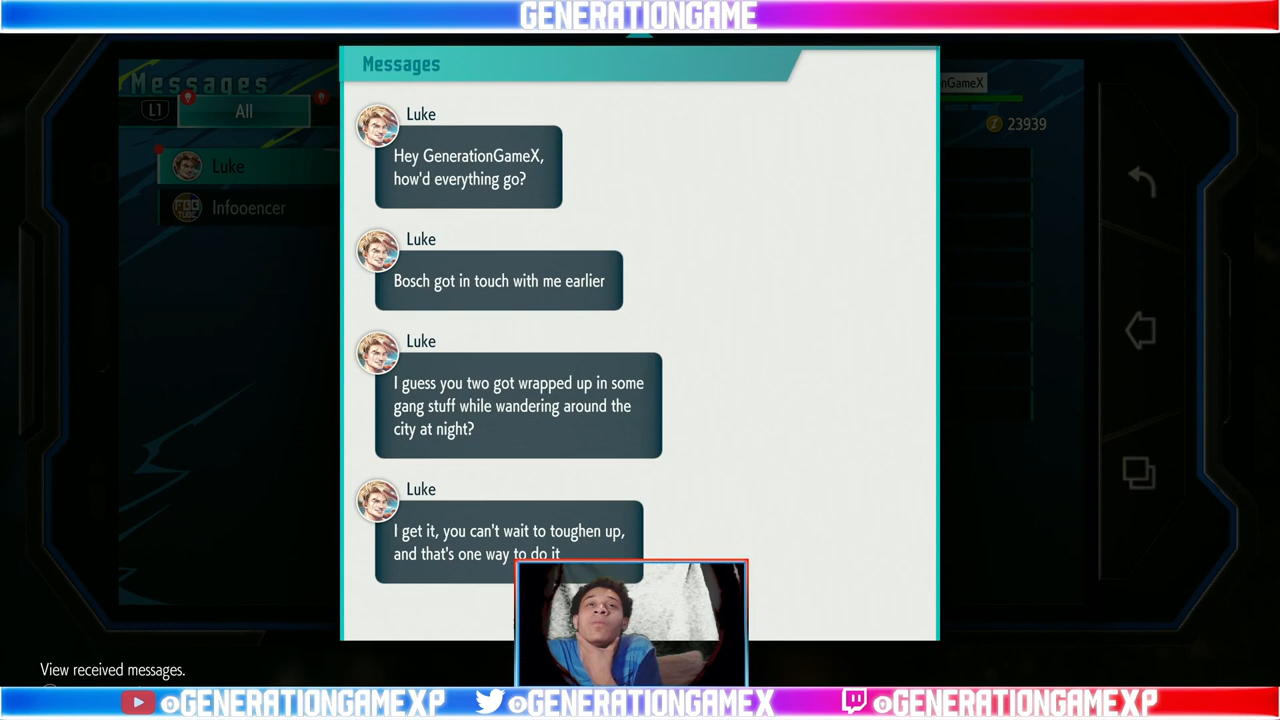 GENERATIONGAME
Messages
L1
All
Luke
Infooencer
Messages
Luke
Hey GenerationGameX,
how'd everything go?
Luke
Bosch got in touch with me earlier
Luke
I guess you two got wrapped up in some
gang stuff while wandering around the
city at night?
Luke
I get it, you can't wait to toughen up,
and that's one way to do it
nGameX
23939
View received messages.
@GENERATIONGAMEXP
@GENERATIONGAMEX
@GENERATIONGAMEXP